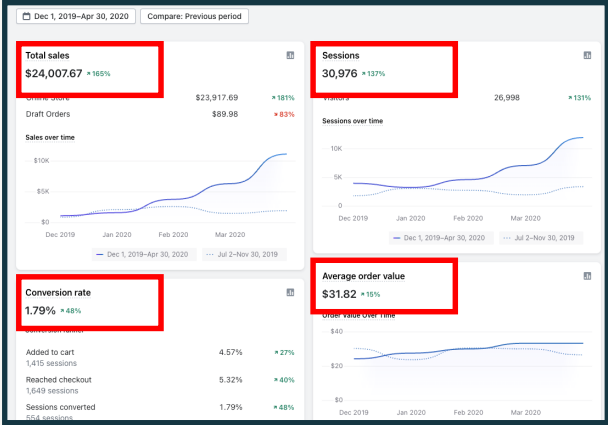 Dec 1, 2019–Apr 30, 2020
Compare: Previous period
Total sales
$24,007.67 ↗ 165%
Online Store $23,917.69 ↗ 181%
Draft Orders $89.98 ↗ 83%
Sales over time
$10K
$5K
$0
Dec 2019 Jan 2020 Feb 2020 Mar 2020
Dec 1, 2019–Apr 30, 2020 Jul 2–Nov 30, 2019
Sessions
30,976 ↗ 137%
Visitors 26,998 ↗ 131%
Sessions over time
10K
5K
0
Dec 2019 Jan 2020 Feb 2020 Mar 2020
Dec 1, 2019–Apr 30, 2020 Jul 2–Nov 30, 2019
Conversion rate
1.79% ↗ 48%
Conversion funnel
Added to cart 4.57% ↗ 27%
1,415 sessions
Reached checkout 5.32% ↗ 40%
1,649 sessions
Sessions converted 1.79% ↗ 48%
554 sessions
Average order value
$31.82 ↗ 15%
Order Value Over Time
$40
$20
$0
Dec 2019 Jan 2020 Feb 2020 Mar 2020